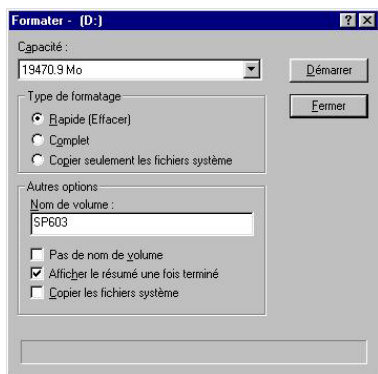 Formater - (D:)
Capacité :
19470.9 Mo
Démarrer
Type de formatage
Fermer
Rapide (Effacer)
Complet
Copier seulement les fichiers système
Autres options
Nom de volume :
SP603
Pas de nom de volume
Afficher le résumé une fois terminé
Copier les fichiers système